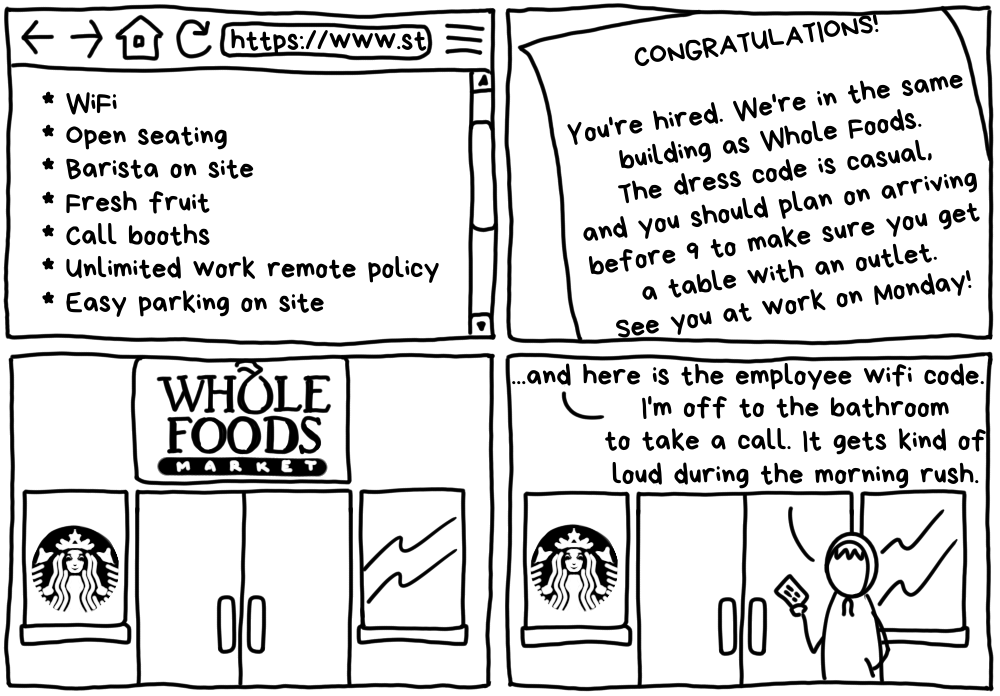 https://www.st
* WiFi
* Open seating
* Barista on site
* Fresh fruit
* Call booths
* Unlimited work remote policy
* Easy parking on site
CONGRATULATIONS!
You're hired. We're in the same
building as Whole Foods.
The dress code is casual,
and you should plan on arriving
before 9 to make sure you get
a table with an outlet.
See you at work on Monday!
WHOLE
FOODS
MARKET
...and here is the employee wifi code.
I'm off to the bathroom
to take a call. It gets kind of
loud during the morning rush.